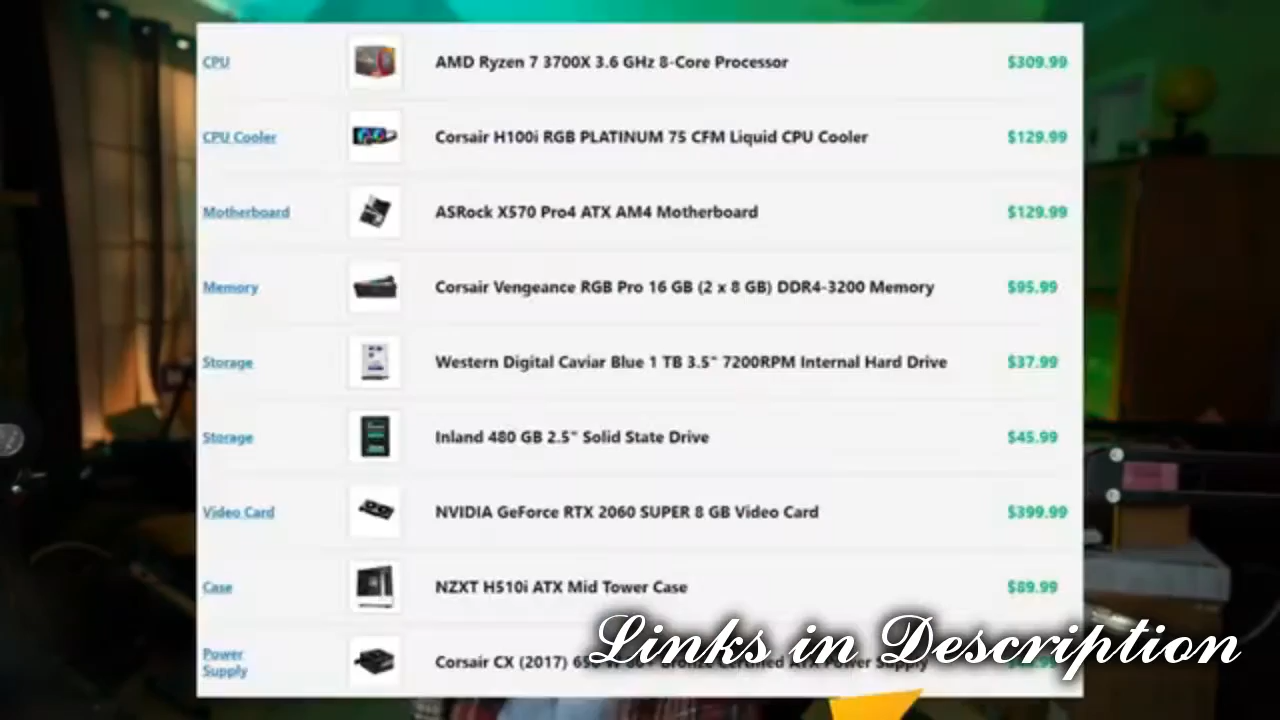 CPU AMD Ryzen 7 3700X 3.6 GHz 8-Core Processor $309.99
CPU Cooler Corsair H100i RGB PLATINUM 75 CFM Liquid CPU Cooler $129.99
Motherboard ASRock X570 Pro4 ATX AM4 Motherboard $129.99
Memory Corsair Vengeance RGB Pro 16 GB (2 x 8 GB) DDR4-3200 Memory $95.99
Storage Western Digital Caviar Blue 1 TB 3.5" 7200RPM Internal Hard Drive $37.99
Storage Inland 480 GB 2.5" Solid State Drive $45.99
Video Card NVIDIA GeForce RTX 2060 SUPER 8 GB Video Card $399.99
Case NZXT H510i ATX Mid Tower Case $89.99
Power
Supply
Corsair CX (2017) Power Supply
Links in Description